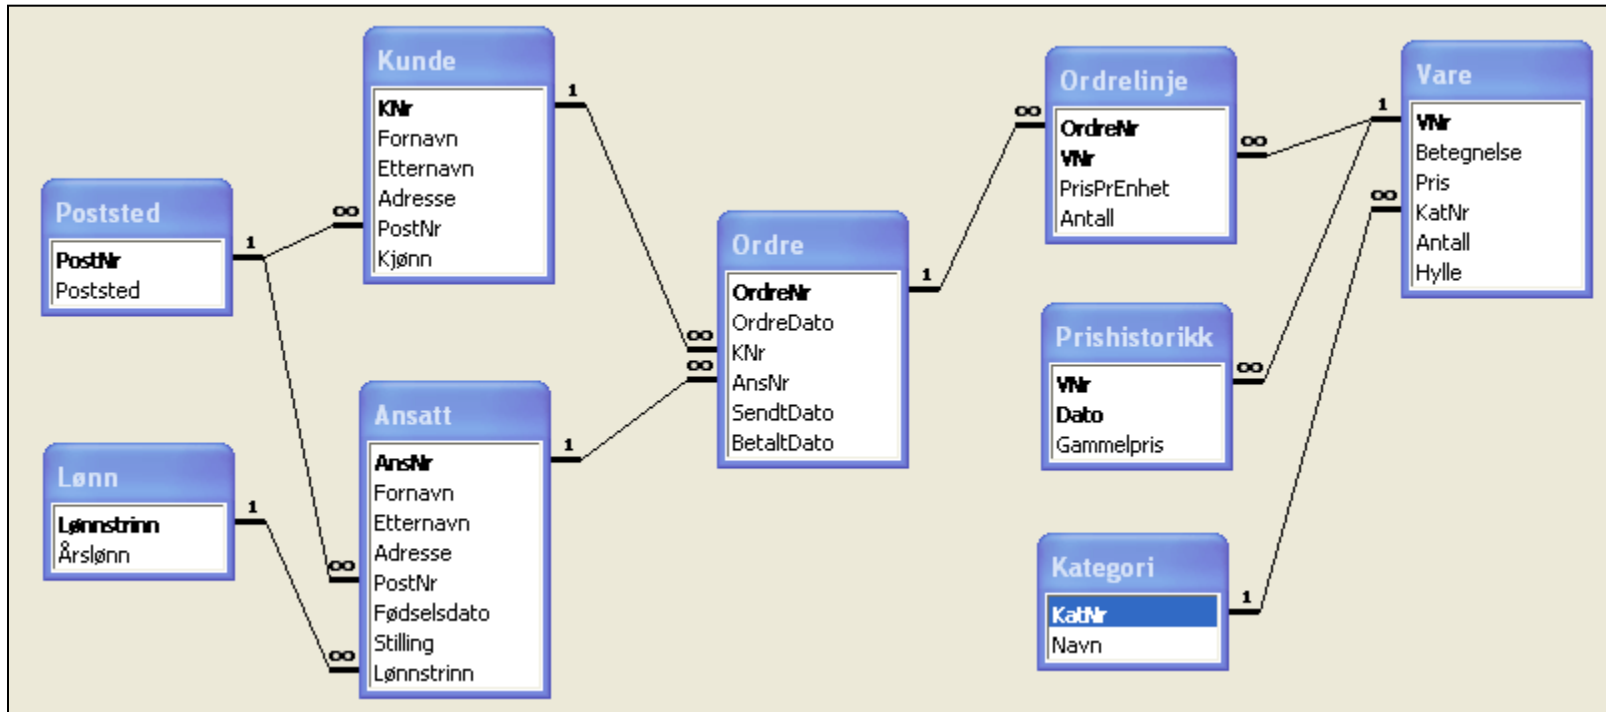 Poststed
PostNr
Poststed
1
Lønn
Lønnstrinn
Årslønn
1
Kunde
KNr
Fornavn
Etternavn
Adresse
PostNr
Kjønn
1
∞
Ansatt
AnsNr
Fornavn
Etternavn
Adresse
PostNr
Fødselsdato
Stilling
Lønnstrinn
1
∞
∞
Ordre
OrdreNr
OrdreDato
KNr
AnsNr
SendtDato
BetaltDato
1
∞
∞
Ordrelinje
OrdreNr
VNr
PrisPrEnhet
Antall
∞
∞
Prishistorikk
VNr
Dato
Gammelpris
∞
Kategori
KatNr
Navn
1
Vare
VNr
Betegnelse
Pris
KatNr
Antall
Hylle
1
∞